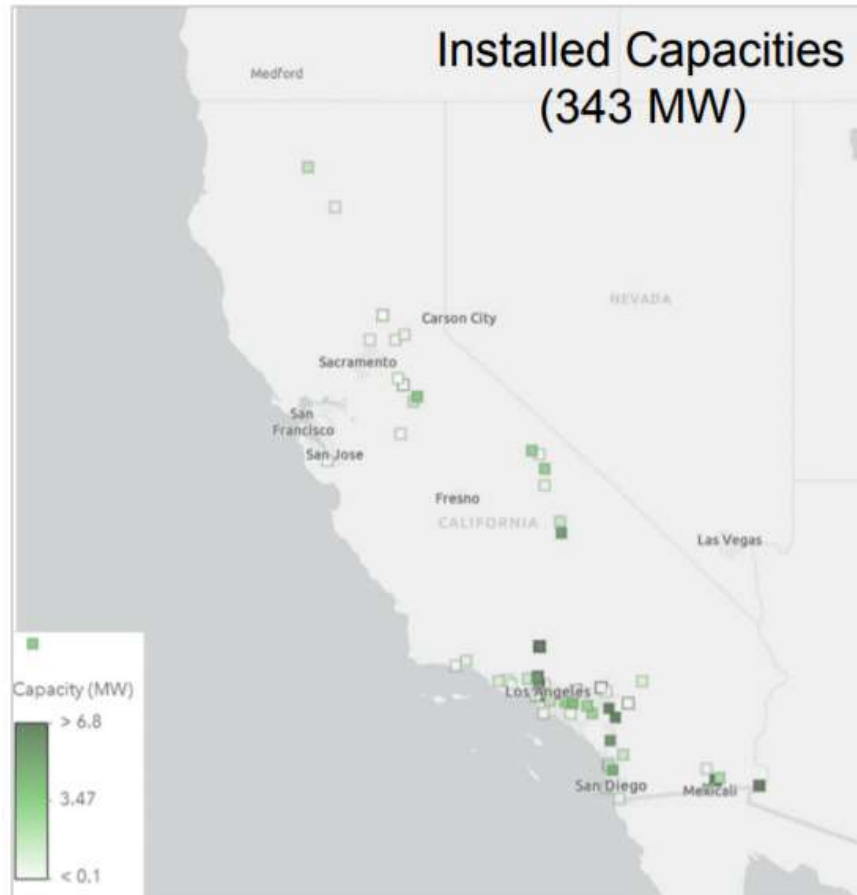 Installed Capacities
(343 MW)
Medford
NEVADA
Carson City
Sacramento
San
Francisco
San Jose
Fresno
CALIFORNIA
Las Vegas
Los Angeles
San Diego
Mexicali
Capacity (MW)
> 6.8
3.47
< 0.1